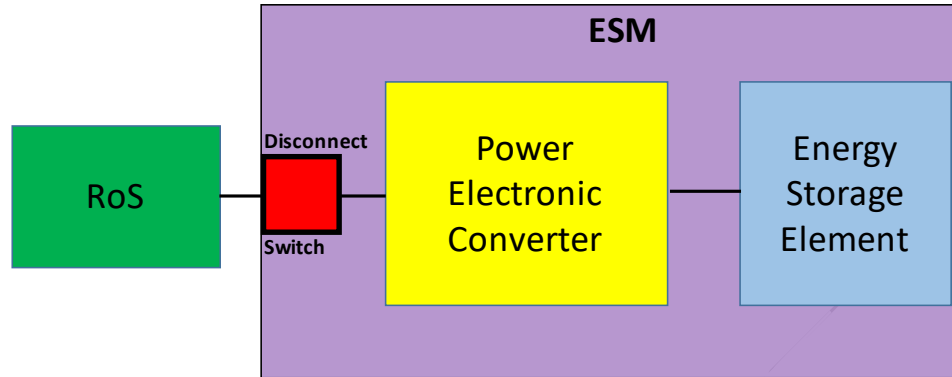 ESM
RoS
Disconnect
Switch
Power
Electronic
Converter
Energy
Storage
Element